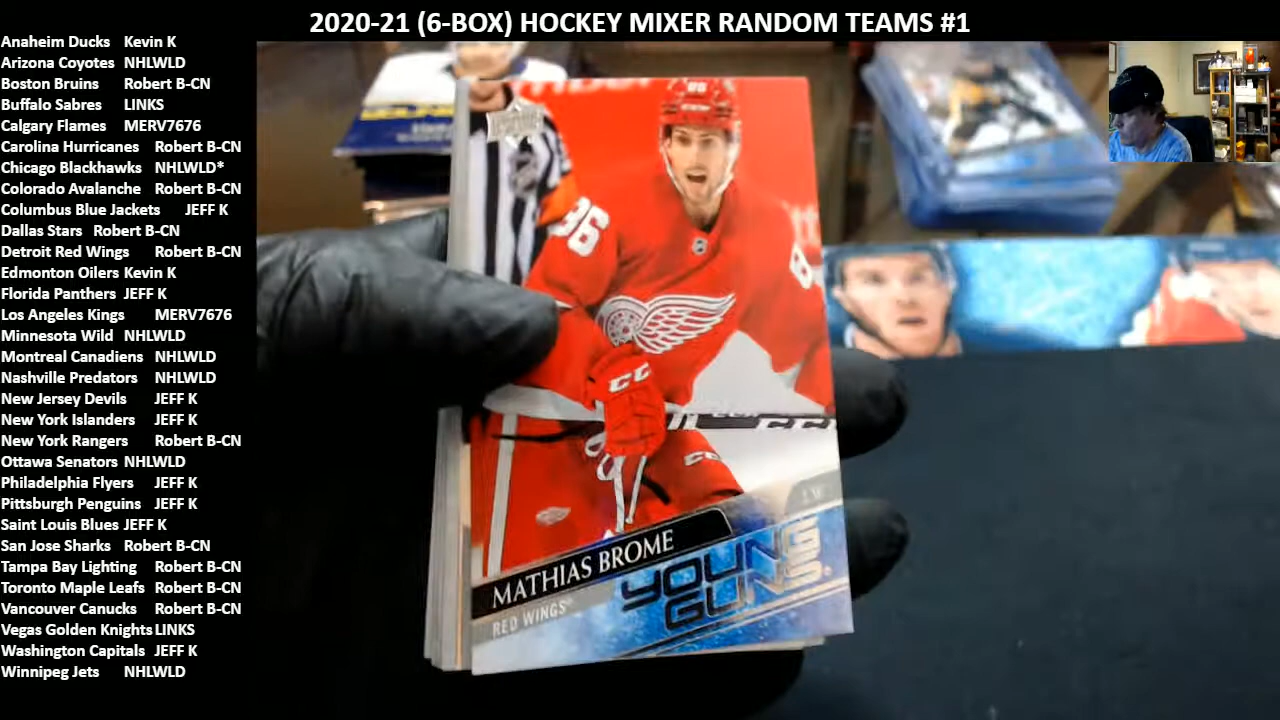 2020-21 (6-BOX) HOCKEY MIXER RANDOM TEAMS #1
Anaheim Ducks Kevin K
Arizona Coyotes NHLWLD
Boston Bruins Robert B-CN
Buffalo Sabres LINKS
Calgary Flames MERV7676
Carolina Hurricanes Robert B-CN
Chicago Blackhawks NHLWLD*
Colorado Avalanche Robert B-CN
Columbus Blue Jackets JEFF K
Dallas Stars Robert B-CN
Detroit Red Wings Robert B-CN
Edmonton Oilers Kevin K
Florida Panthers JEFF K
Los Angeles Kings MERV7676
Minnesota Wild NHLWLD
Montreal Canadiens NHLWLD
Nashville Predators NHLWLD
New Jersey Devils JEFF K
New York Islanders JEFF K
New York Rangers Robert B-CN
Ottawa Senators NHLWLD
Philadelphia Flyers JEFF K
Pittsburgh Penguins JEFF K
Saint Louis Blues JEFF K
San Jose Sharks Robert B-CN
Tampa Bay Lighting Robert B-CN
Toronto Maple Leafs Robert B-CN
Vancouver Canucks Robert B-CN
Vegas Golden Knights LINKS
Washington Capitals JEFF K
Winnipeg Jets NHLWLD
86
CC
CC
CCM
LW
MATHIAS BROME
RED WINGS
YOUNG
GUNS